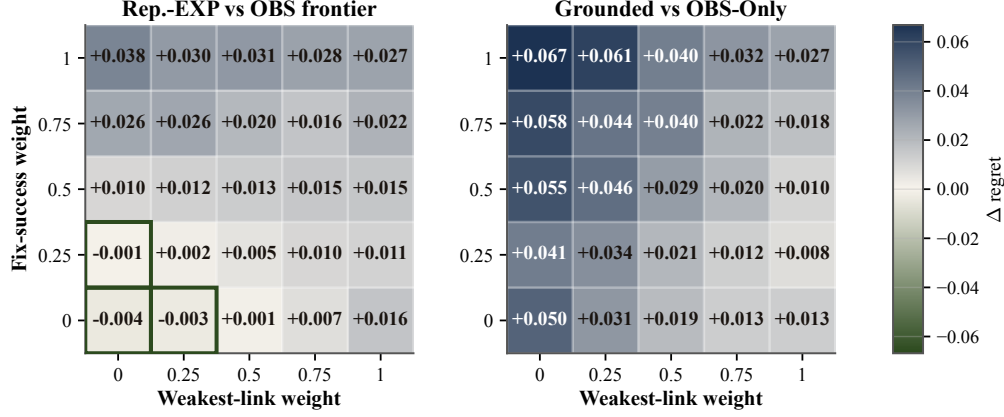 Rep.-EXP vs OBS frontier
Grounded vs OBS-Only
Fix-success weight
1 +0.038 +0.030 +0.031 +0.028 +0.027
0.75 +0.026 +0.026 +0.020 +0.016 +0.022
0.5 +0.010 +0.012 +0.013 +0.015 +0.015
0.25 -0.001 +0.002 +0.005 +0.010 +0.011
0 -0.004 -0.003 +0.001 +0.007 +0.016
0 0.25 0.5 0.75 1
Weakest-link weight
1 +0.067 +0.061 +0.040 +0.032 +0.027
0.75 +0.058 +0.044 +0.040 +0.022 +0.018
0.5 +0.055 +0.046 +0.029 +0.020 +0.010
0.25 +0.041 +0.034 +0.021 +0.012 +0.008
0 +0.050 +0.031 +0.019 +0.013 +0.013
0 0.25 0.5 0.75 1
Weakest-link weight
0.06
0.04
0.02
0.00
−0.02
−0.04
−0.06
Δ regret